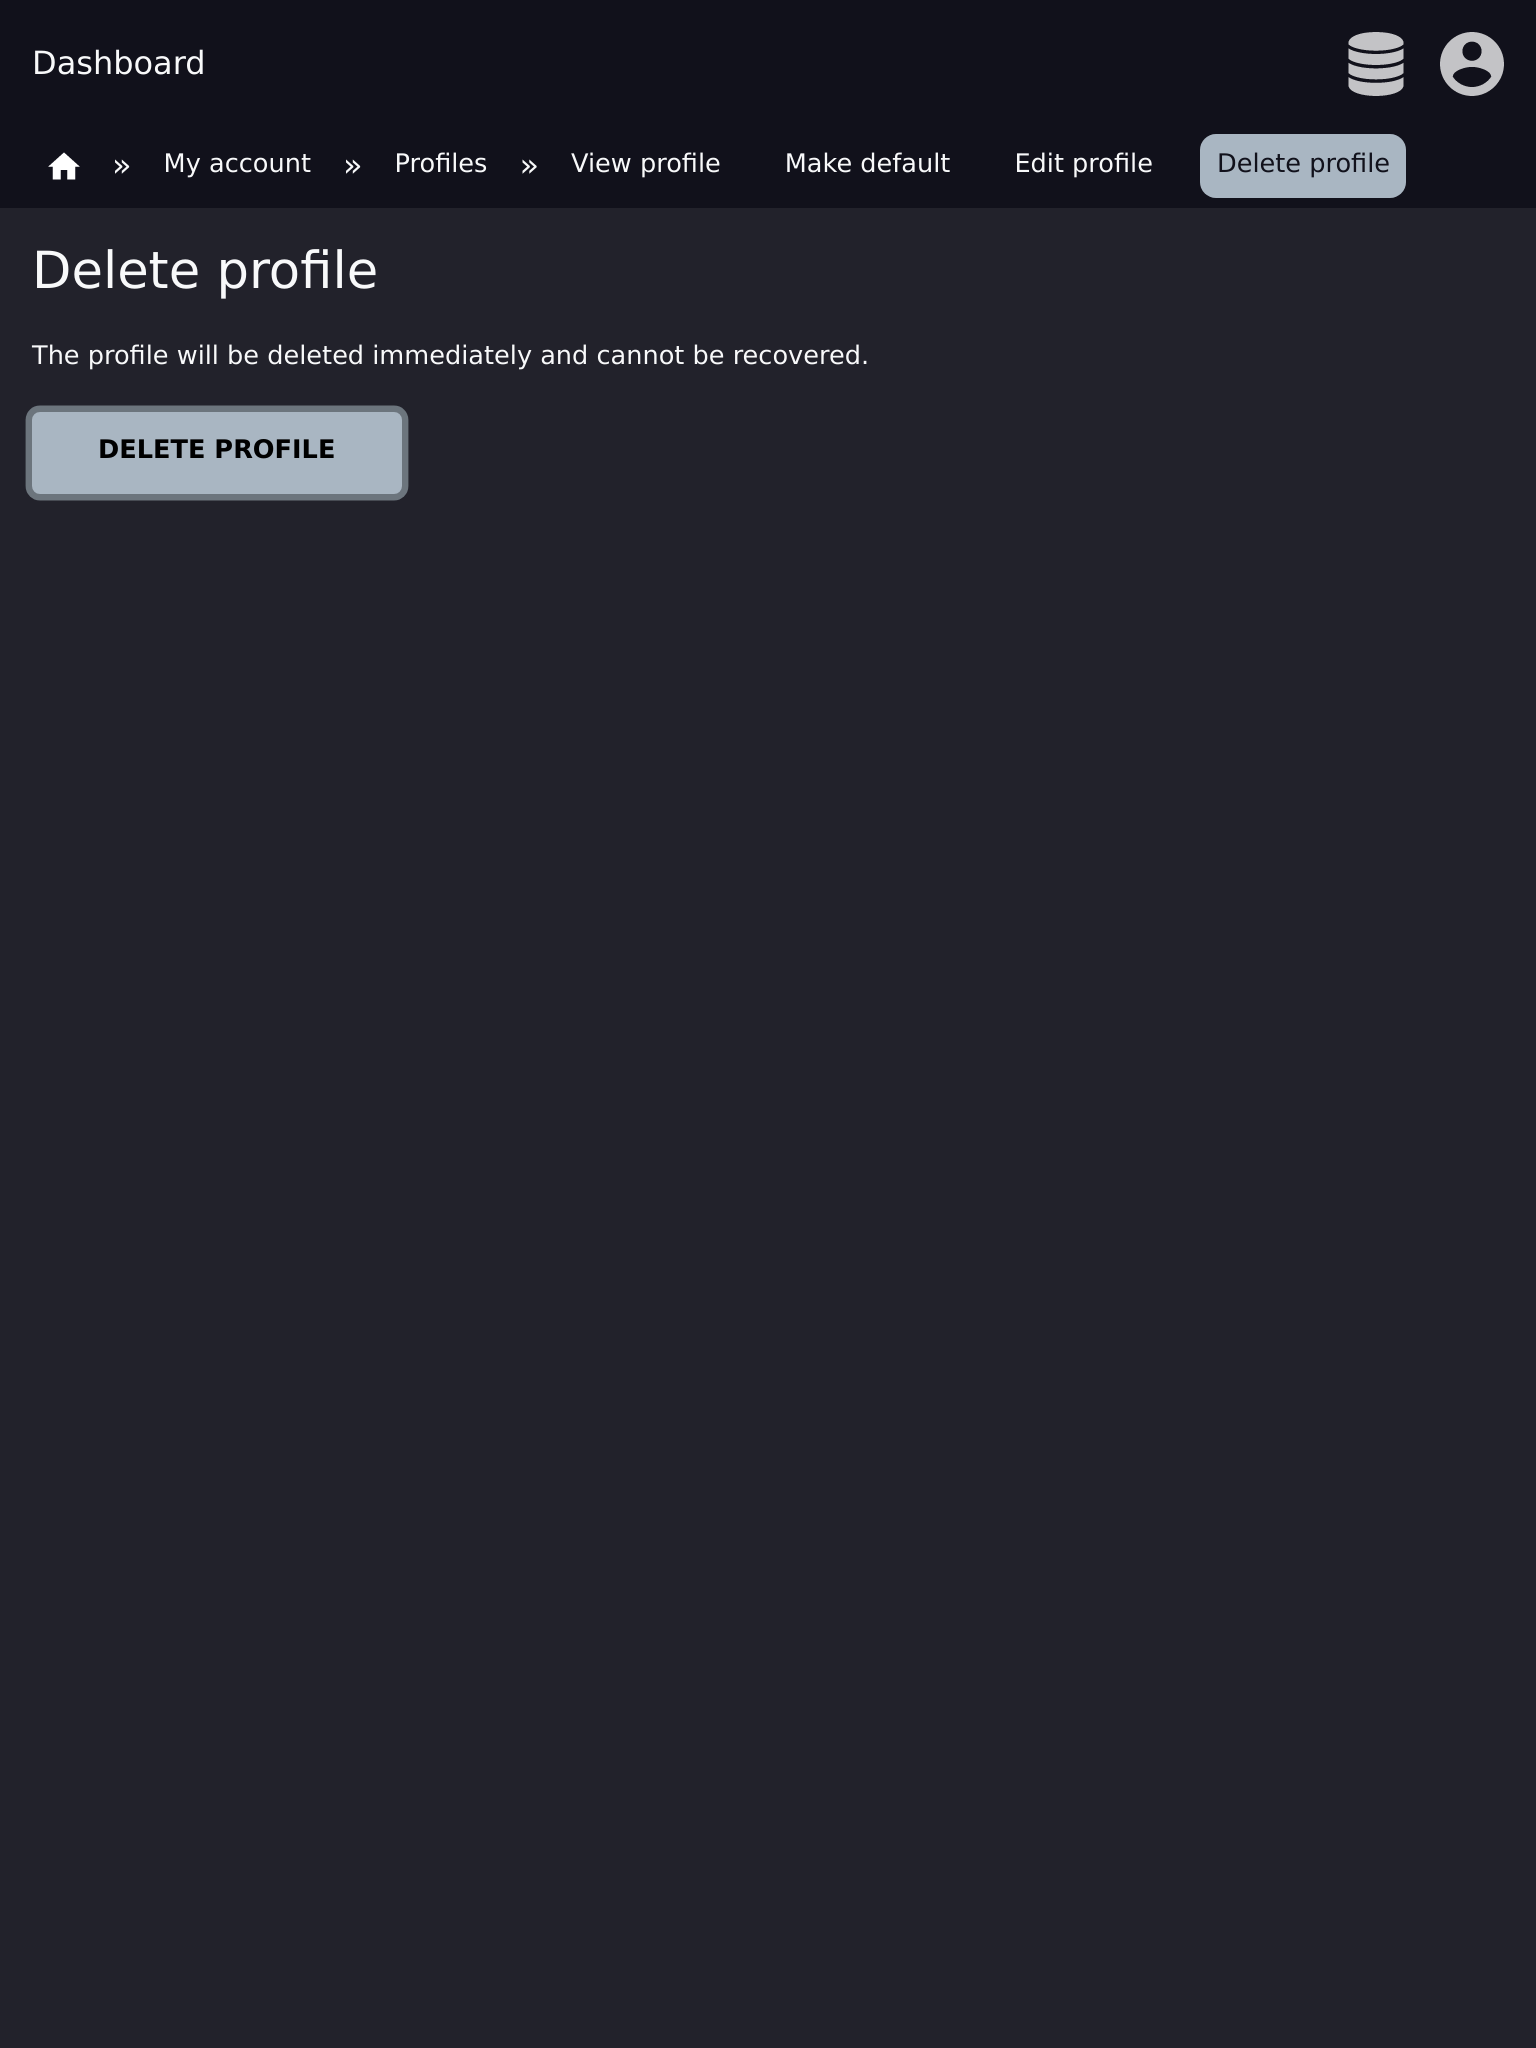 Dashboard
» My account » Profiles » View profile Make default Edit profile Delete profile
Delete profile
The profile will be deleted immediately and cannot be recovered.
DELETE PROFILE